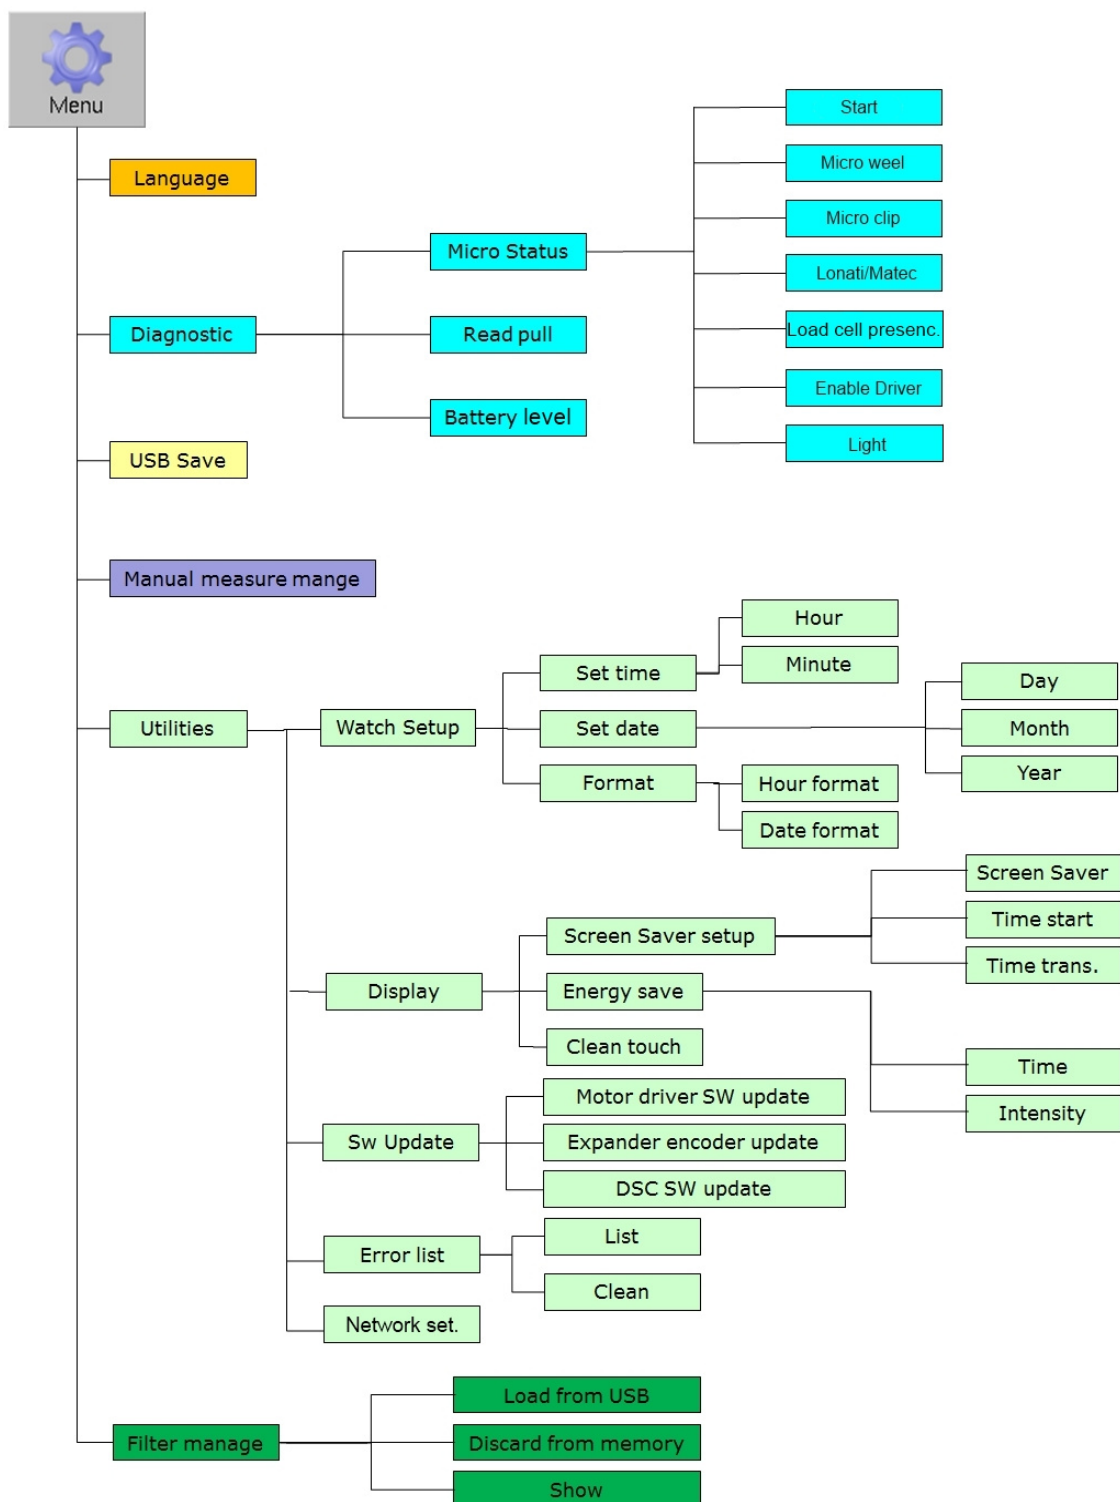 Menu
Language
Diagnostic
Micro Status
Start
Micro weel
Micro clip
Lonati/Matec
Load cell presenc.
Enable Driver
Light
Read pull
Battery level
USB Save
Manual measure mange
Utilities
Watch Setup
Set time
Hour
Minute
Set date
Day
Month
Year
Format
Hour format
Date format
Display
Screen Saver setup
Screen Saver
Time start
Time trans.
Energy save
Time
Intensity
Clean touch
Sw Update
Motor driver SW update
Expander encoder update
DSC SW update
Error list
List
Clean
Network set.
Filter manage
Load from USB
Discard from memory
Show